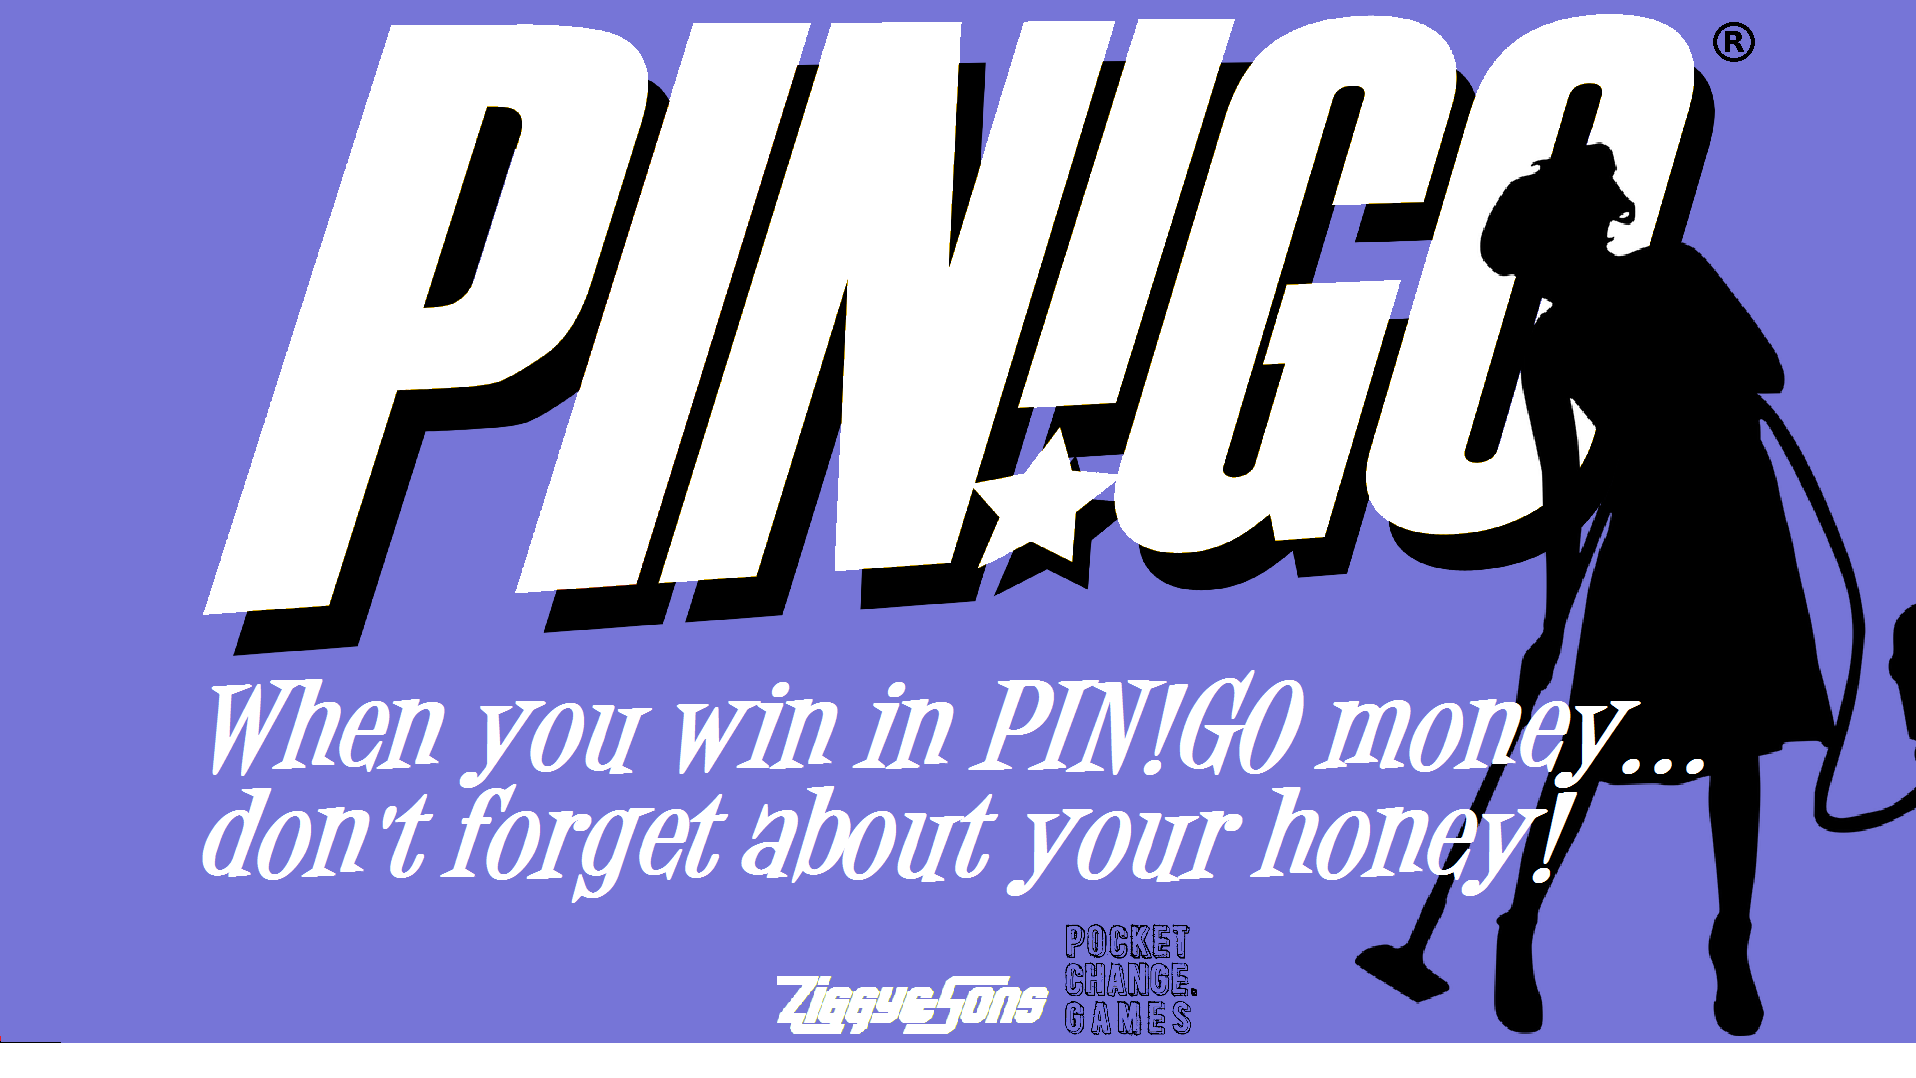 PIN!GO®
When you win in PIN!GO money...
don't forget about your honey!
Ziggy&Sons
POCKET
CHANGE.
GAMES